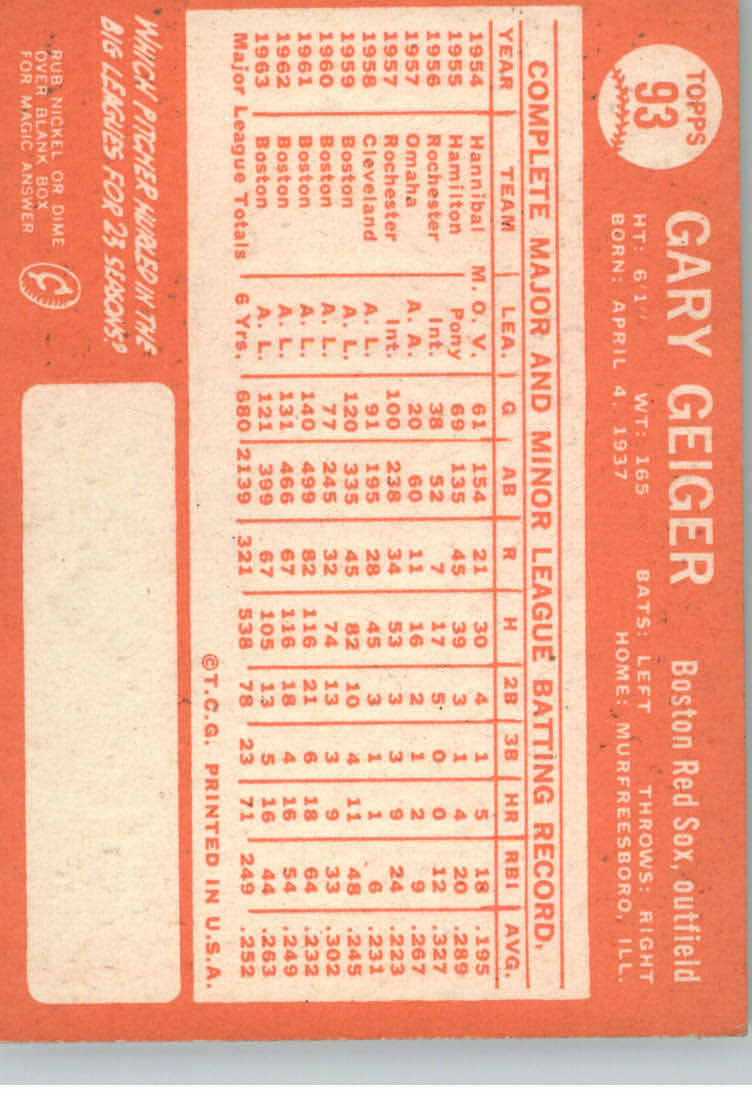 TOPPS
93
GARY GEIGER Boston Red Sox, outfield
HT: 6'1" WT: 165 BATS: LEFT THROWS: RIGHT
BORN: APRIL 4, 1937 HOME: MURFREESBORO, ILL.
COMPLETE MAJOR AND MINOR LEAGUE BATTING RECORD.
YEAR TEAM LEA. G AB R H 2B 3B HR RBI AVG.
1954 Hannibal M. O. V. 61 154 21 30 4 1 5 18 .195
1955 Hamilton Pony 69 135 45 39 3 1 4 20 .289
1956 Rochester Int. 38 52 7 17 5 0 0 12 .327
1957 Omaha A. A. 20 60 11 16 2 1 2 9 .267
1957 Rochester Int. 100 238 34 53 3 3 9 24 .223
1958 Cleveland A. L. 91 195 28 45 3 1 1 6 .231
1959 Boston A. L. 120 335 45 82 10 4 11 48 .245
1960 Boston A. L. 77 245 32 74 13 3 9 33 .302
1961 Boston A. L. 140 499 82 116 21 6 18 64 .232
1962 Boston A. L. 131 466 67 116 18 4 16 54 .249
1963 Boston A. L. 121 399 67 105 13 5 16 44 .263
Major League Totals 6 Yrs. 680 2139 321 538 78 23 71 249 .252
©T.C.G. PRINTED IN U.S.A.
WHICH PITCHER HURLED IN THE
BIG LEAGUES FOR 23 SEASONS?
RUB NICKEL OR DIME
OVER BLANK BOX
FOR MAGIC ANSWER